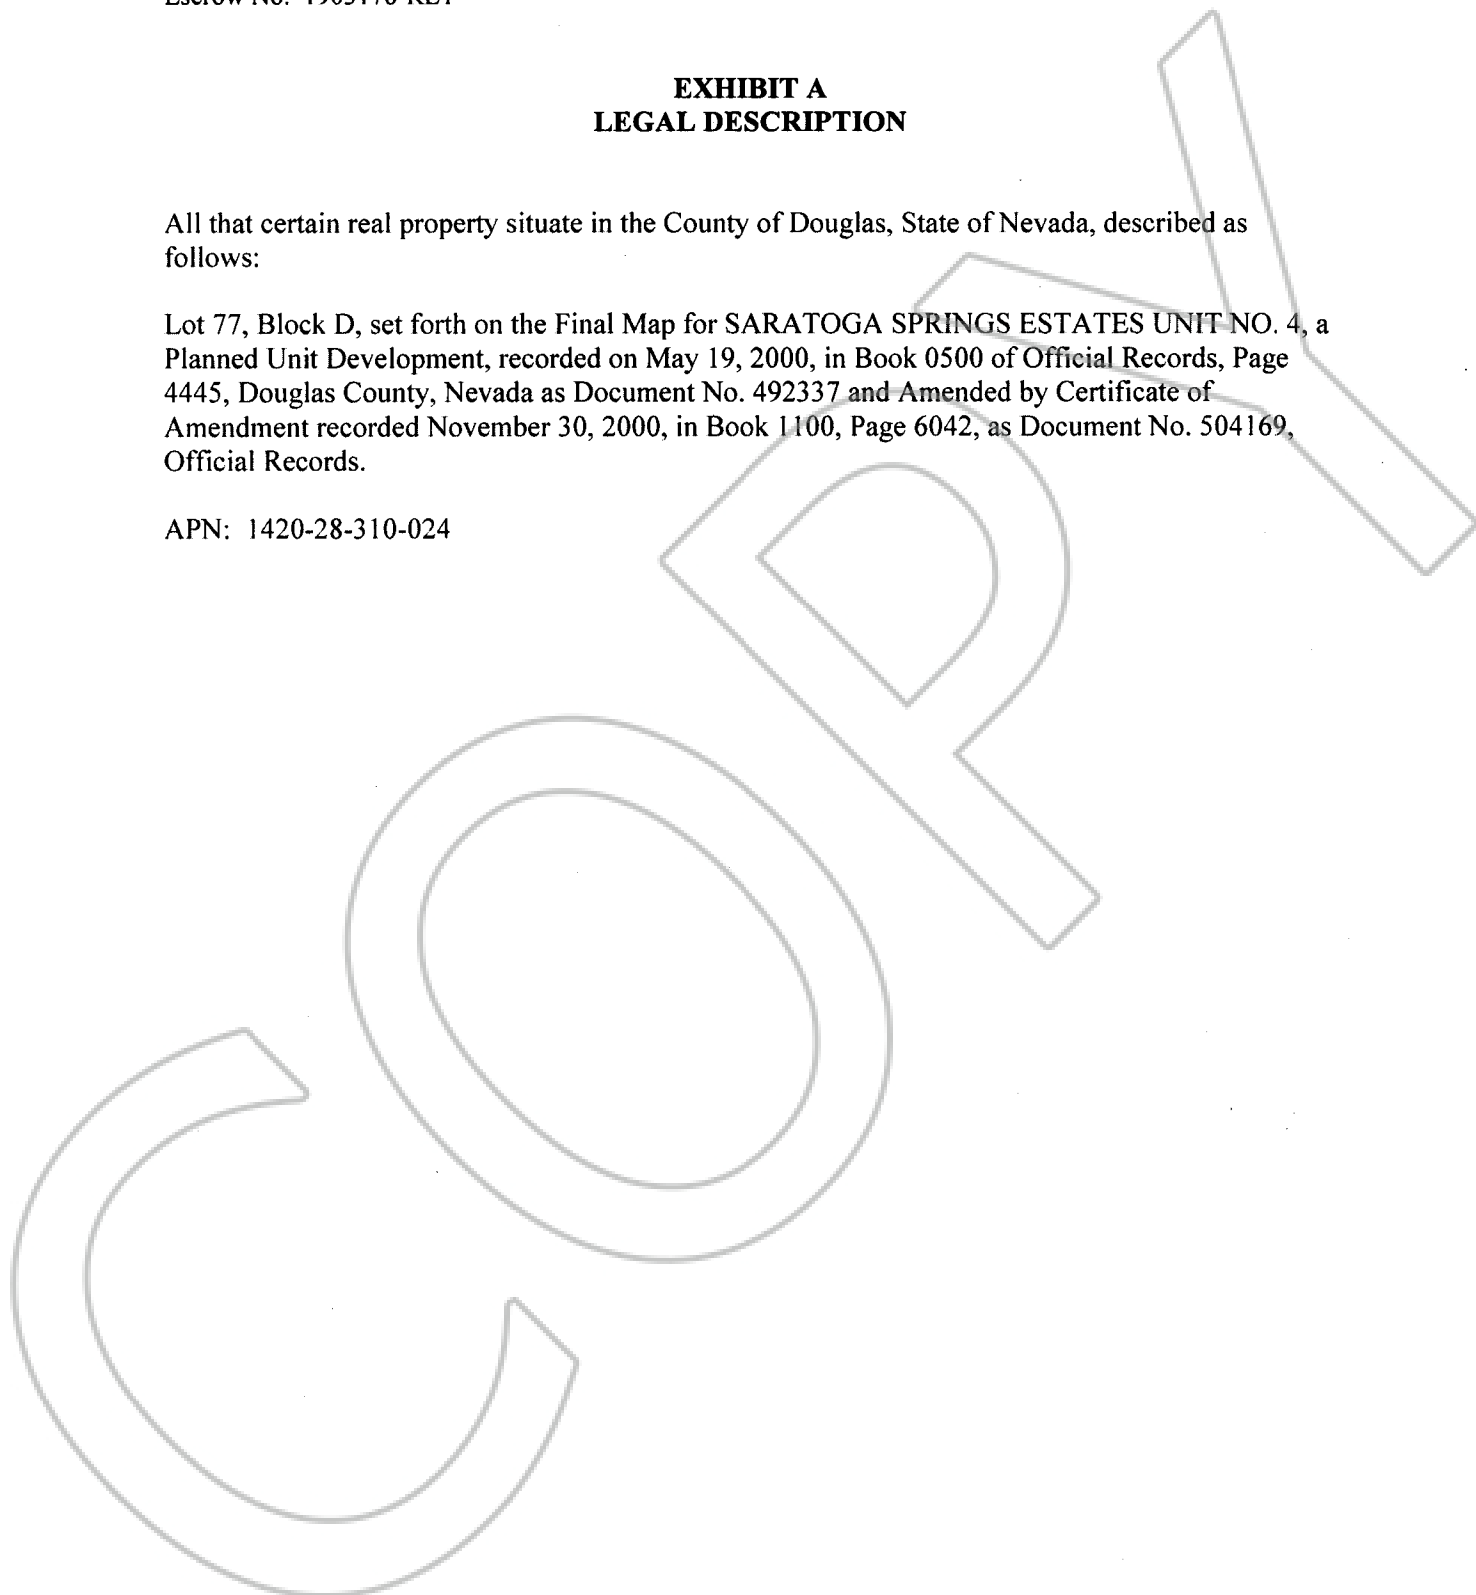 EXHIBIT A
LEGAL DESCRIPTION
All that certain real property situate in the County of Douglas, State of Nevada, described as
follows:
Lot 77, Block D, set forth on the Final Map for SARATOGA SPRINGS ESTATES UNIT NO. 4, a
Planned Unit Development, recorded on May 19, 2000, in Book 0500 of Official Records, Page
4445, Douglas County, Nevada as Document No. 492337 and Amended by Certificate of
Amendment recorded November 30, 2000, in Book 1100, Page 6042, as Document No. 504169,
Official Records.
APN: 1420-28-310-024
COPY